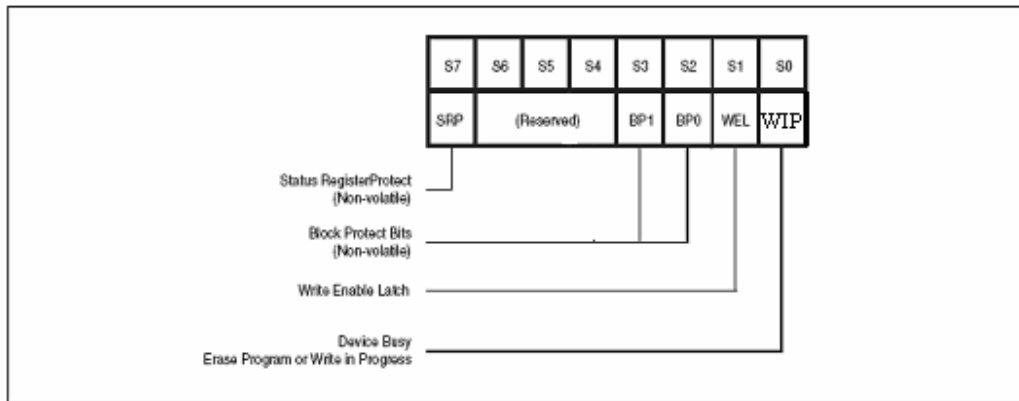 S7 S6 S5 S4 S3 S2 S1 S0
SRP (Reserved) BP1 BP0 WEL WIP
Status RegisterProtect
(Non-volatile)
Block Protect Bits
(Non-volatile)
Write Enable Latch
Device Busy
Erase Program or Write in Progress